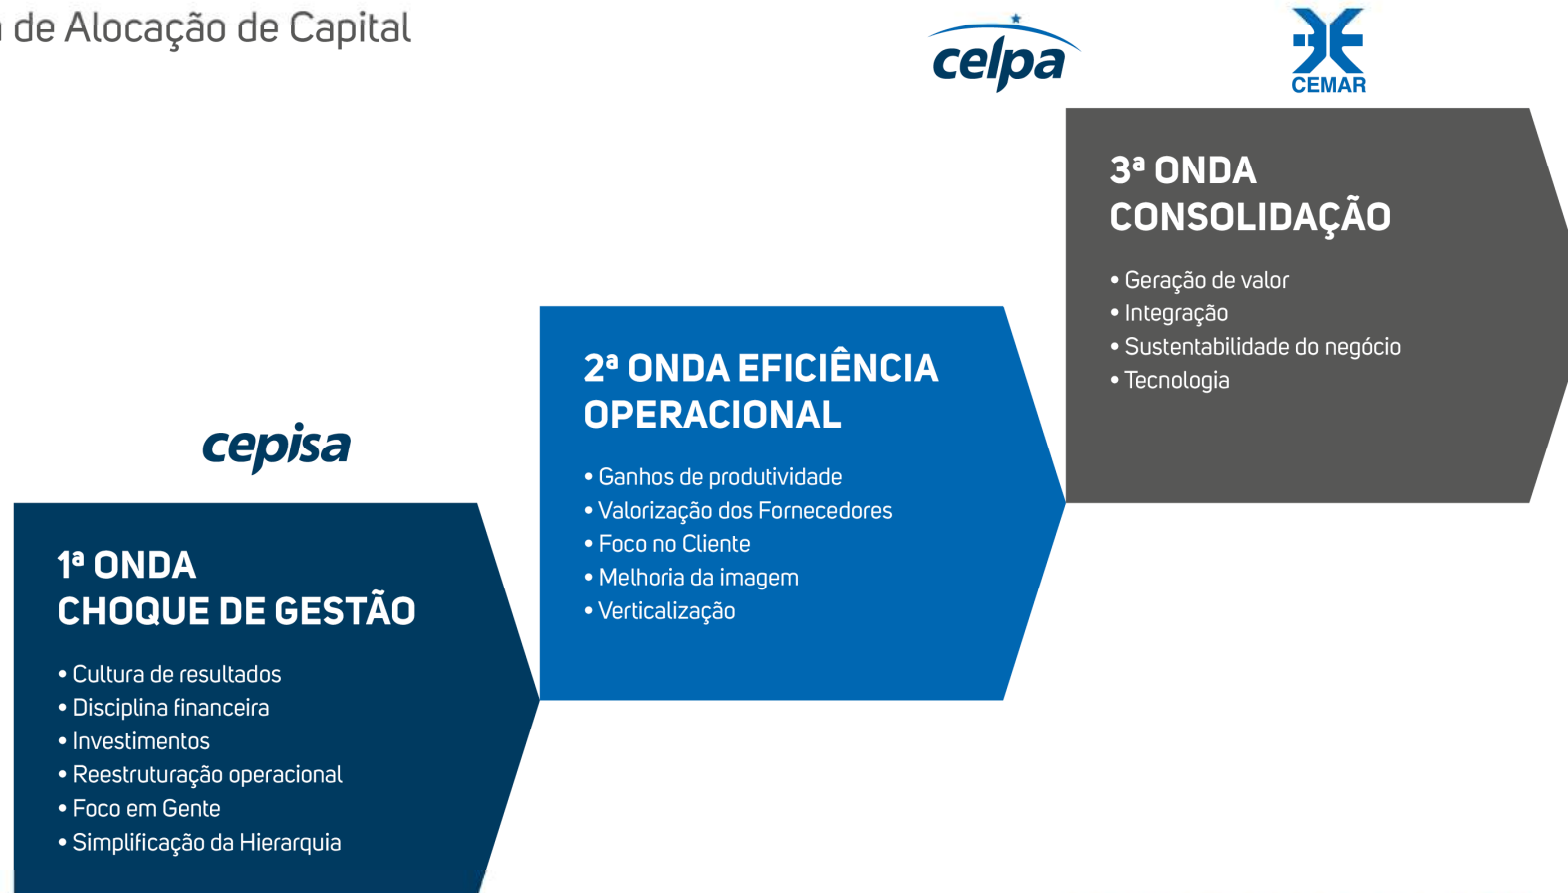 de Alocação de Capital
celpa
CEMAR
3ª ONDA
CONSOLIDAÇÃO
• Geração de valor
• Integração
• Sustentabilidade do negócio
• Tecnologia
2ª ONDA EFICIÊNCIA
OPERACIONAL
• Ganhos de produtividade
• Valorização dos Fornecedores
• Foco no Cliente
• Melhoria da imagem
• Verticalização
cepisa
1ª ONDA
CHOQUE DE GESTÃO
• Cultura de resultados
• Disciplina financeira
• Investimentos
• Reestruturação operacional
• Foco em Gente
• Simplificação da Hierarquia